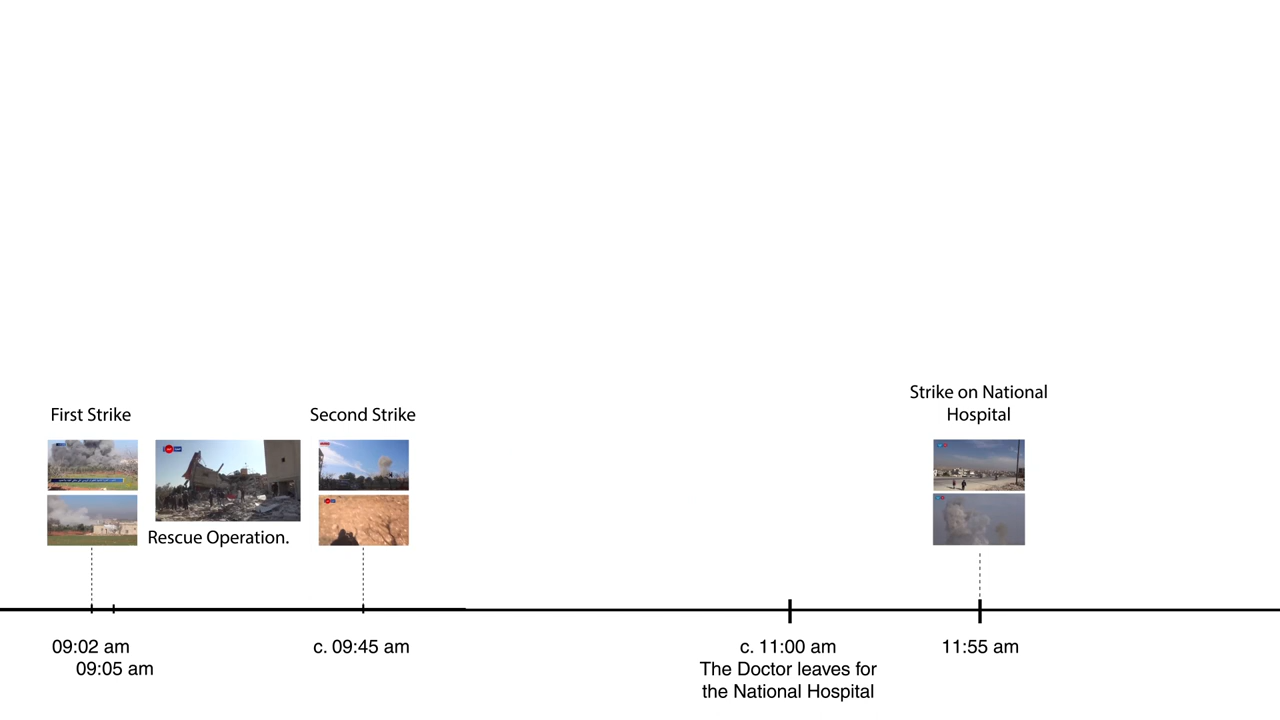 Strike on National
Hospital
First Strike
Second Strike
Rescue Operation.
09:02 am
09:05 am
c. 09:45 am
c. 11:00 am
The Doctor leaves for
the National Hospital
11:55 am